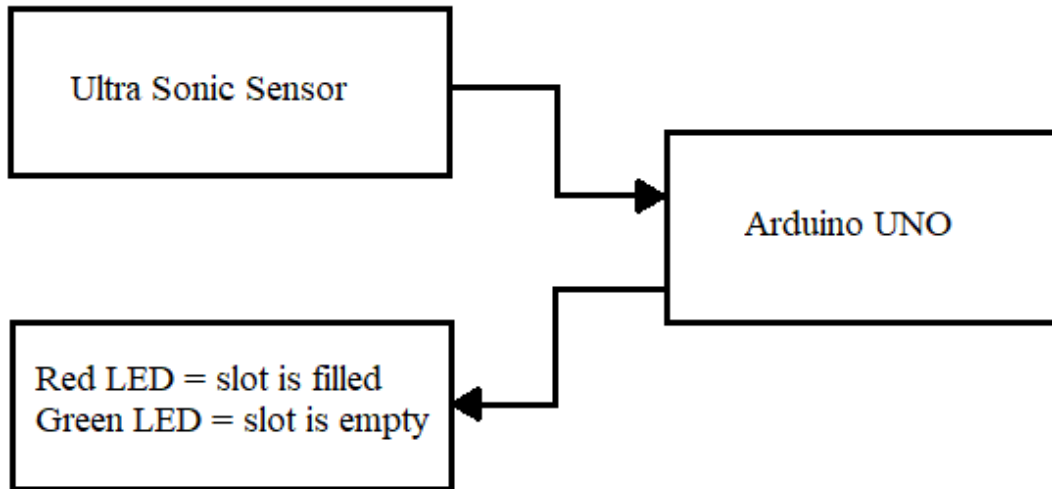 Ultra Sonic Sensor
Arduino UNO
Red LED = slot is filled
Green LED = slot is empty